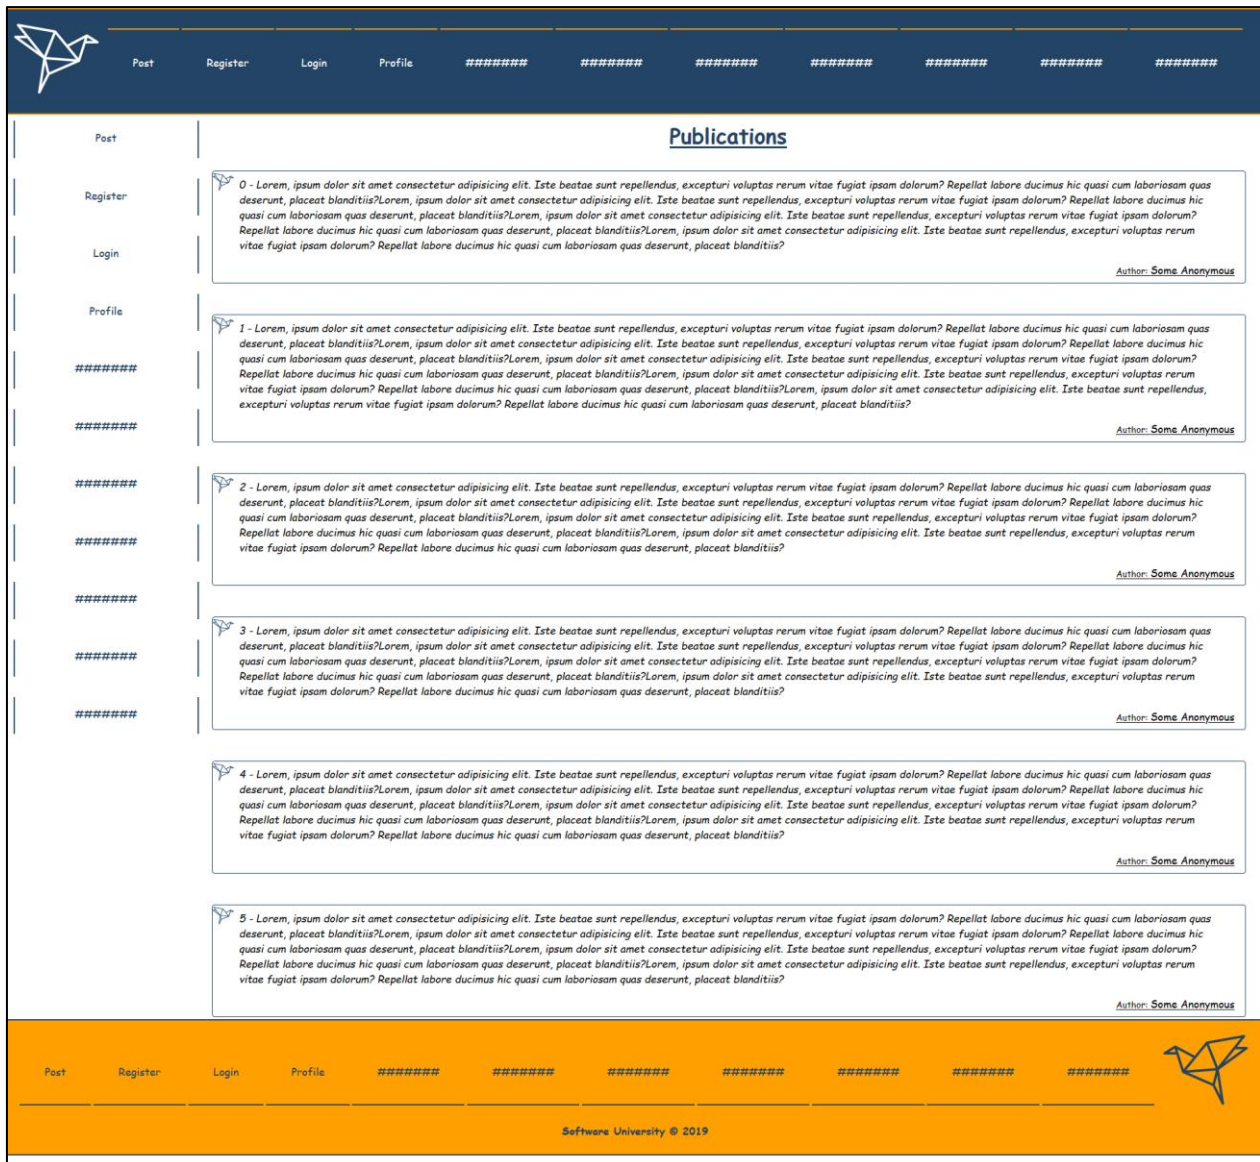 Post Register Login Profile ####### ####### ####### ####### ####### ####### #######
Post
Register
Login
Profile
#######
#######
#######
#######
#######
#######
#######
Publications
0 - Lorem, ipsum dolor sit amet consectetur adipisicing elit. Iste beatae sunt repellendus, excepturi voluptas rerum vitae fugiat ipsam dolorum? Repellat labore ducimus hic quasi cum laboriosam quas
deserunt, placeat blanditiis?Lorem, ipsum dolor sit amet consectetur adipisicing elit. Iste beatae sunt repellendus, excepturi voluptas rerum vitae fugiat ipsam dolorum? Repellat labore ducimus hic
quasi cum laboriosam quas deserunt, placeat blanditiis?Lorem, ipsum dolor sit amet consectetur adipisicing elit. Iste beatae sunt repellendus, excepturi voluptas rerum vitae fugiat ipsam dolorum?
Repellat labore ducimus hic quasi cum laboriosam quas deserunt, placeat blanditiis?Lorem, ipsum dolor sit amet consectetur adipisicing elit. Iste beatae sunt repellendus, excepturi voluptas rerum
vitae fugiat ipsam dolorum? Repellat labore ducimus hic quasi cum laboriosam quas deserunt, placeat blanditiis?
Author: Some Anonymous
1 - Lorem, ipsum dolor sit amet consectetur adipisicing elit. Iste beatae sunt repellendus, excepturi voluptas rerum vitae fugiat ipsam dolorum? Repellat labore ducimus hic quasi cum laboriosam quas
deserunt, placeat blanditiis?Lorem, ipsum dolor sit amet consectetur adipisicing elit. Iste beatae sunt repellendus, excepturi voluptas rerum vitae fugiat ipsam dolorum? Repellat labore ducimus hic
quasi cum laboriosam quas deserunt, placeat blanditiis?Lorem, ipsum dolor sit amet consectetur adipisicing elit. Iste beatae sunt repellendus, excepturi voluptas rerum vitae fugiat ipsam dolorum?
Repellat labore ducimus hic quasi cum laboriosam quas deserunt, placeat blanditiis?Lorem, ipsum dolor sit amet consectetur adipisicing elit. Iste beatae sunt repellendus, excepturi voluptas rerum
vitae fugiat ipsam dolorum? Repellat labore ducimus hic quasi cum laboriosam quas deserunt, placeat blanditiis?Lorem, ipsum dolor sit amet consectetur adipisicing elit. Iste beatae sunt repellendus,
excepturi voluptas rerum vitae fugiat ipsam dolorum? Repellat labore ducimus hic quasi cum laboriosam quas deserunt, placeat blanditiis?
Author: Some Anonymous
2 - Lorem, ipsum dolor sit amet consectetur adipisicing elit. Iste beatae sunt repellendus, excepturi voluptas rerum vitae fugiat ipsam dolorum? Repellat labore ducimus hic quasi cum laboriosam quas
deserunt, placeat blanditiis?Lorem, ipsum dolor sit amet consectetur adipisicing elit. Iste beatae sunt repellendus, excepturi voluptas rerum vitae fugiat ipsam dolorum? Repellat labore ducimus hic
quasi cum laboriosam quas deserunt, placeat blanditiis?Lorem, ipsum dolor sit amet consectetur adipisicing elit. Iste beatae sunt repellendus, excepturi voluptas rerum vitae fugiat ipsam dolorum?
Repellat labore ducimus hic quasi cum laboriosam quas deserunt, placeat blanditiis?Lorem, ipsum dolor sit amet consectetur adipisicing elit. Iste beatae sunt repellendus, excepturi voluptas rerum
vitae fugiat ipsam dolorum? Repellat labore ducimus hic quasi cum laboriosam quas deserunt, placeat blanditiis?
Author: Some Anonymous
3 - Lorem, ipsum dolor sit amet consectetur adipisicing elit. Iste beatae sunt repellendus, excepturi voluptas rerum vitae fugiat ipsam dolorum? Repellat labore ducimus hic quasi cum laboriosam quas
deserunt, placeat blanditiis?Lorem, ipsum dolor sit amet consectetur adipisicing elit. Iste beatae sunt repellendus, excepturi voluptas rerum vitae fugiat ipsam dolorum? Repellat labore ducimus hic
quasi cum laboriosam quas deserunt, placeat blanditiis?Lorem, ipsum dolor sit amet consectetur adipisicing elit. Iste beatae sunt repellendus, excepturi voluptas rerum vitae fugiat ipsam dolorum?
Repellat labore ducimus hic quasi cum laboriosam quas deserunt, placeat blanditiis?Lorem, ipsum dolor sit amet consectetur adipisicing elit. Iste beatae sunt repellendus, excepturi voluptas rerum
vitae fugiat ipsam dolorum? Repellat labore ducimus hic quasi cum laboriosam quas deserunt, placeat blanditiis?
Author: Some Anonymous
4 - Lorem, ipsum dolor sit amet consectetur adipisicing elit. Iste beatae sunt repellendus, excepturi voluptas rerum vitae fugiat ipsam dolorum? Repellat labore ducimus hic quasi cum laboriosam quas
deserunt, placeat blanditiis?Lorem, ipsum dolor sit amet consectetur adipisicing elit. Iste beatae sunt repellendus, excepturi voluptas rerum vitae fugiat ipsam dolorum? Repellat labore ducimus hic
quasi cum laboriosam quas deserunt, placeat blanditiis?Lorem, ipsum dolor sit amet consectetur adipisicing elit. Iste beatae sunt repellendus, excepturi voluptas rerum vitae fugiat ipsam dolorum?
Repellat labore ducimus hic quasi cum laboriosam quas deserunt, placeat blanditiis?Lorem, ipsum dolor sit amet consectetur adipisicing elit. Iste beatae sunt repellendus, excepturi voluptas rerum
vitae fugiat ipsam dolorum? Repellat labore ducimus hic quasi cum laboriosam quas deserunt, placeat blanditiis?
Author: Some Anonymous
5 - Lorem, ipsum dolor sit amet consectetur adipisicing elit. Iste beatae sunt repellendus, excepturi voluptas rerum vitae fugiat ipsam dolorum? Repellat labore ducimus hic quasi cum laboriosam quas
deserunt, placeat blanditiis?Lorem, ipsum dolor sit amet consectetur adipisicing elit. Iste beatae sunt repellendus, excepturi voluptas rerum vitae fugiat ipsam dolorum? Repellat labore ducimus hic
quasi cum laboriosam quas deserunt, placeat blanditiis?Lorem, ipsum dolor sit amet consectetur adipisicing elit. Iste beatae sunt repellendus, excepturi voluptas rerum vitae fugiat ipsam dolorum?
Repellat labore ducimus hic quasi cum laboriosam quas deserunt, placeat blanditiis?Lorem, ipsum dolor sit amet consectetur adipisicing elit. Iste beatae sunt repellendus, excepturi voluptas rerum
vitae fugiat ipsam dolorum? Repellat labore ducimus hic quasi cum laboriosam quas deserunt, placeat blanditiis?
Author: Some Anonymous
Post Register Login Profile ####### ####### ####### ####### ####### ####### #######
Software University © 2019